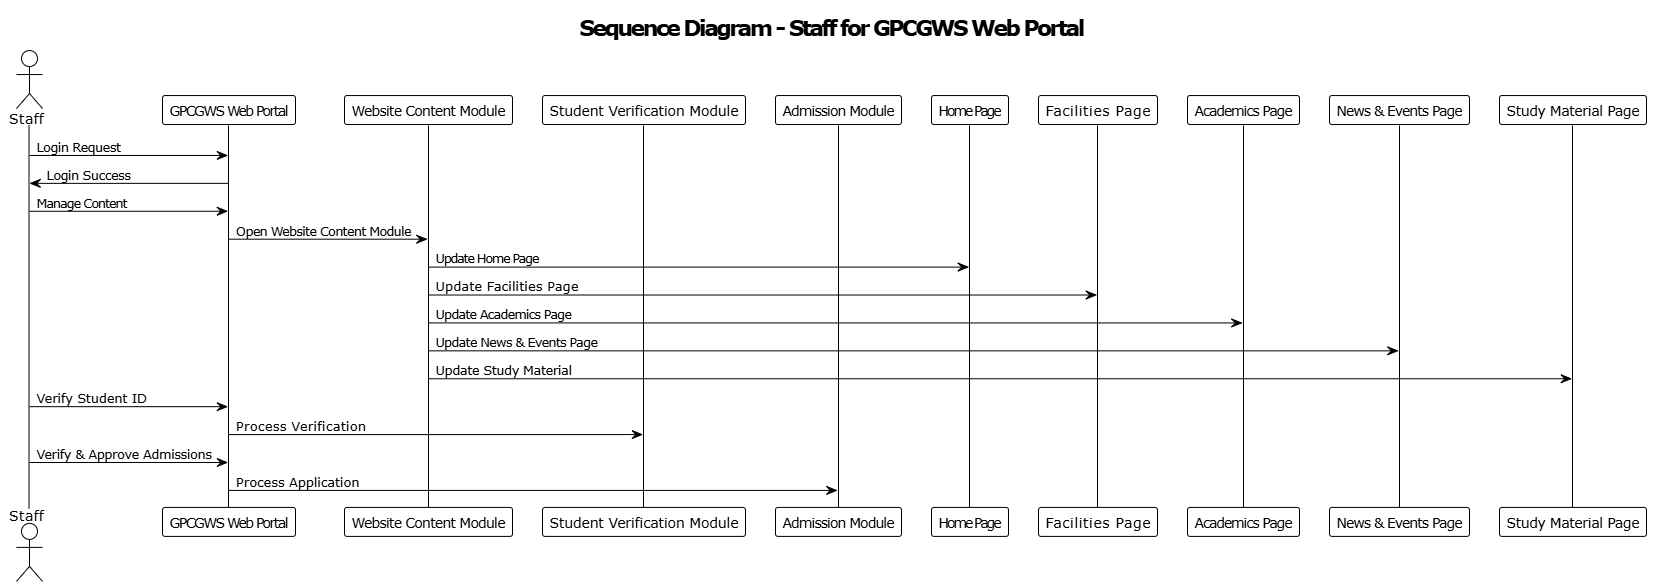 Sequence Diagram - Staff for GPCGWS Web Portal
Staff
GPCGWS Web Portal
Website Content Module
Student Verification Module
Admission Module
Home Page
Facilities Page
Academics Page
News & Events Page
Study Material Page
Login Request
Login Success
Manage Content
Open Website Content Module
Update Home Page
Update Facilities Page
Update Academics Page
Update News & Events Page
Update Study Material
Verify Student ID
Process Verification
Verify & Approve Admissions
Process Application
Staff
GPCGWS Web Portal
Website Content Module
Student Verification Module
Admission Module
Home Page
Facilities Page
Academics Page
News & Events Page
Study Material Page